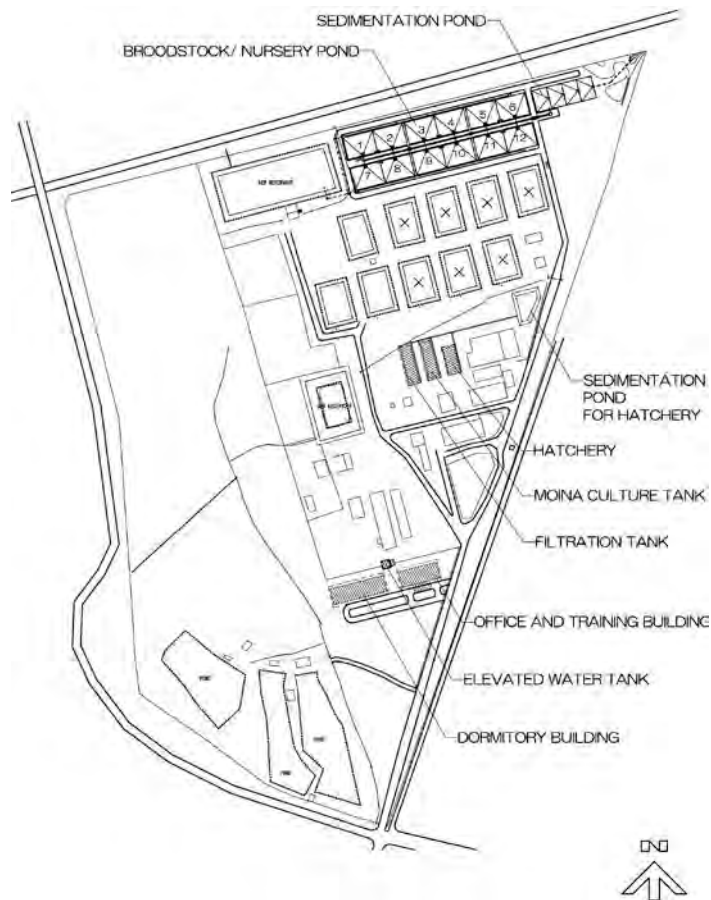 SEDIMENTATION POND
BROODSTOCK/ NURSERY POND
1 2 3 4 5 6
7 8 9 10 11 12
SEDIMENTATION
POND
FOR HATCHERY
HATCHERY
MOINA CULTURE TANK
FILTRATION TANK
OFFICE AND TRAINING BUILDING
ELEVATED WATER TANK
DORMITORY BUILDING
N